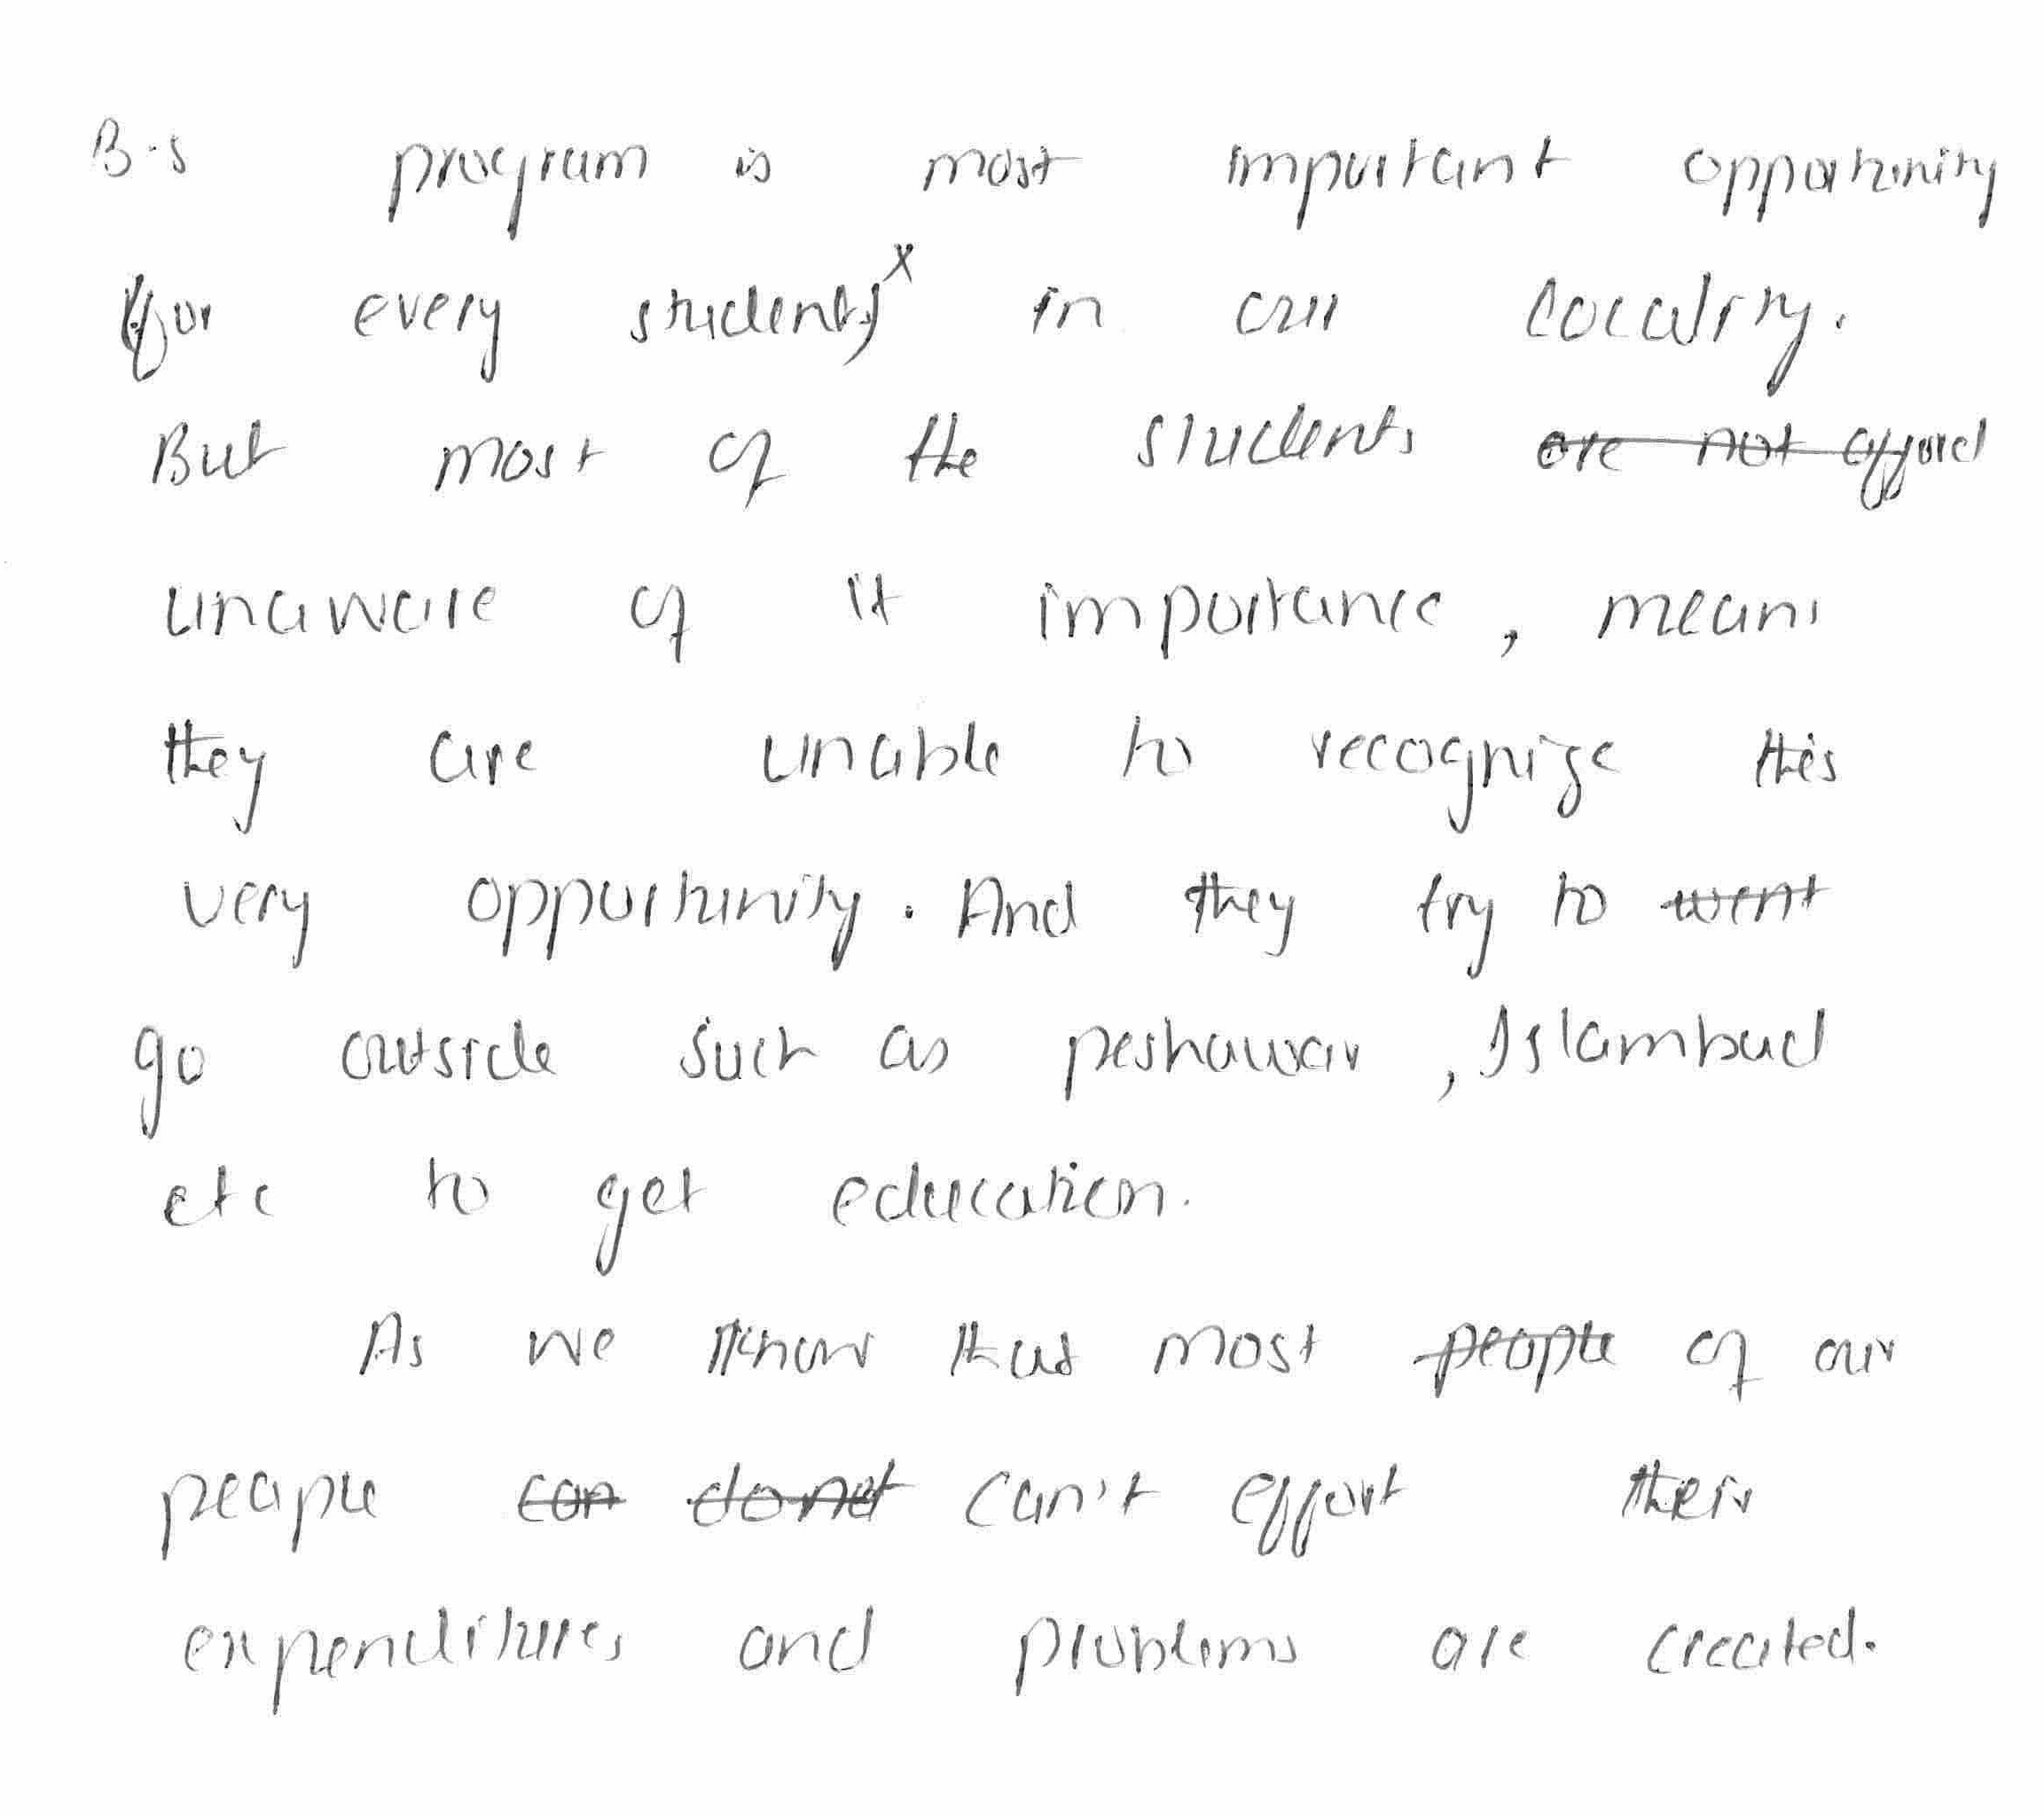 B.s program is most important opportunity
for every students x in our locality.
But most of the students ~~are not afford~~
unaware of it importance, means
they are unable to recognize this
very opportunity. And they try to ~~went~~
go outside such as peshawar, Islambad
etc to get education.
As we know that most ~~people~~ of our
people ~~can~~ ~~do not~~ can't effort their
expenditures and problems are created.